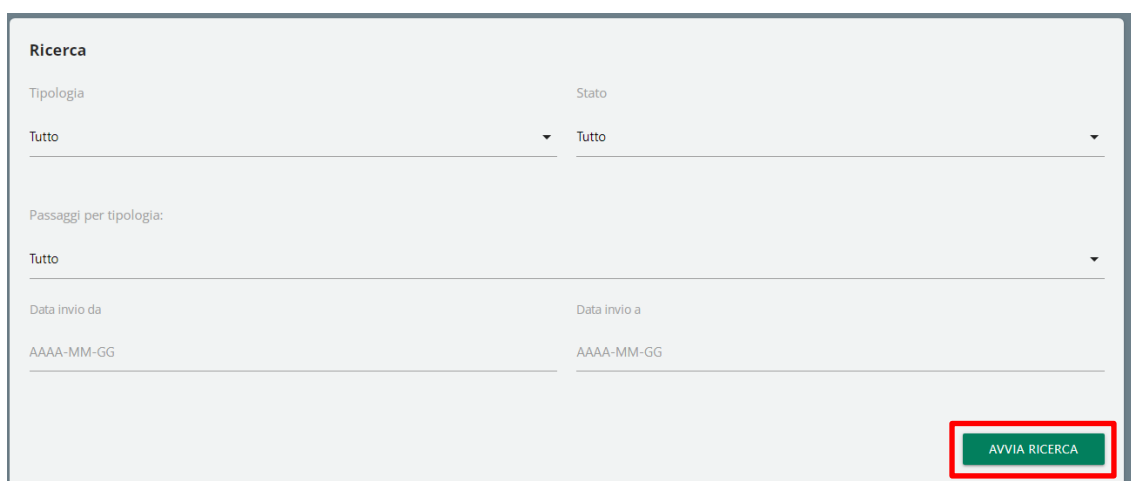 Ricerca
Tipologia
Stato
Tutto
Tutto
Passaggi per tipologia:
Tutto
Data invio da
Data invio a
AAAA-MM-GG
AAAA-MM-GG
AVVIA RICERCA